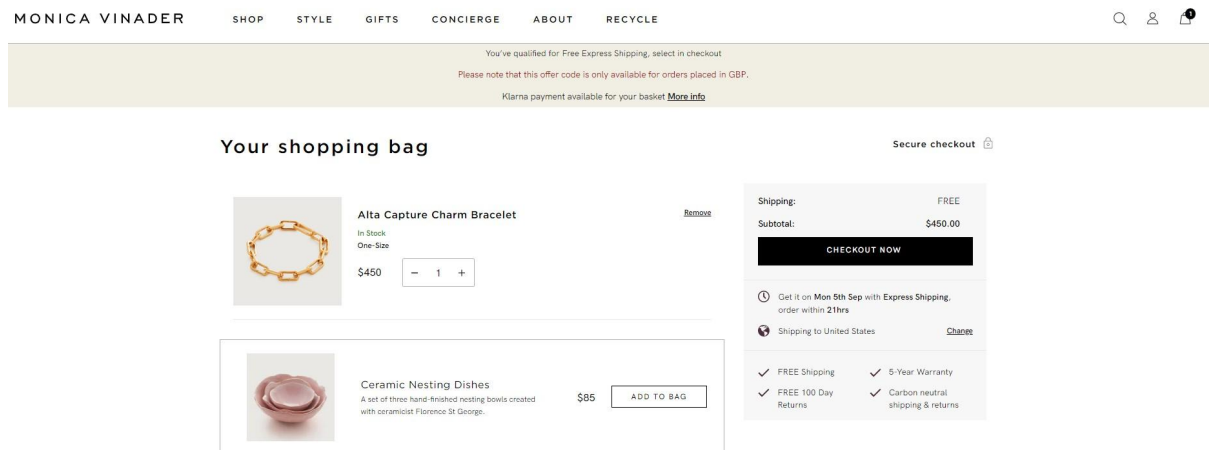 MONICA VINADER
SHOP STYLE GIFTS CONCIERGE ABOUT RECYCLE
1
You've qualified for Free Express Shipping, select in checkout
Please note that this offer code is only available for orders placed in GBP.
Klarna payment available for your basket More info
Your shopping bag
Secure checkout
Alta Capture Charm Bracelet
Remove
In Stock
One-Size
$450 − 1 +
Shipping: FREE
Subtotal: $450.00
CHECKOUT NOW
Get it on Mon 5th Sep with Express Shipping,
order within 21hrs
Shipping to United States Change
FREE Shipping
5-Year Warranty
FREE 100 Day
Returns
Carbon neutral
shipping & returns
Ceramic Nesting Dishes
A set of three hand-finished nesting bowls created
with ceramicist Florence St George.
$85
ADD TO BAG